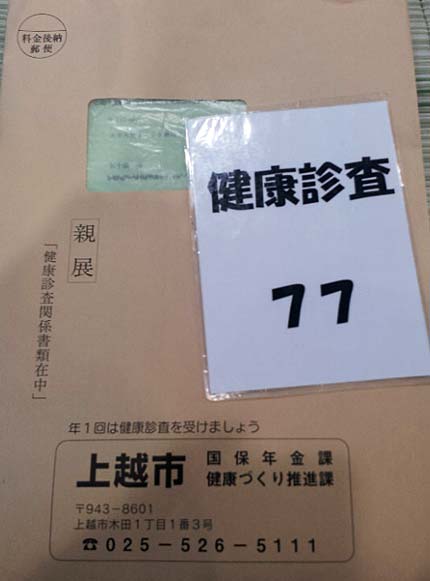 料金後納
郵便
健康診査
77
親展
「健康診査関係書類在中」
年1回は健康診査を受けましょう
上越市
国保年金課
健康づくり推進課
〒943-8601
上越市木田1丁目1番3号
☎025-526-5111